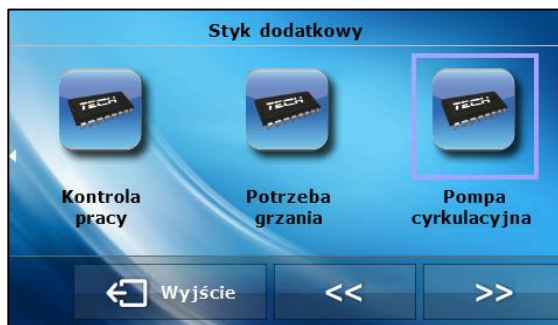 Styk dodatkowy
TECH TECH TECH
Kontrola pracy
Potrzeba grzania
Pompa cyrkulacyjna
Wyjście << >>